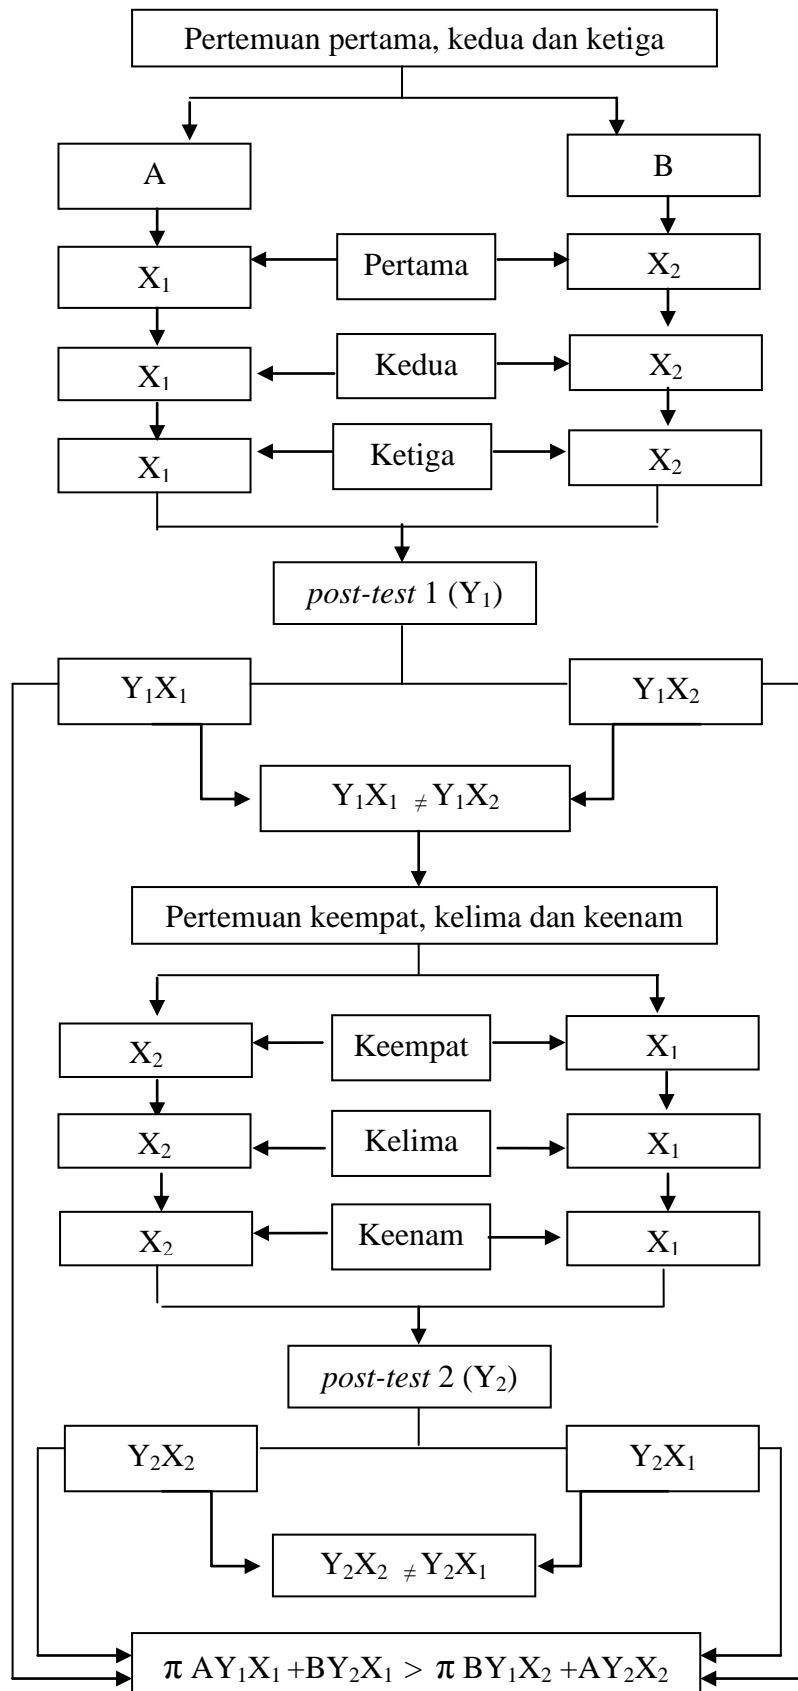 Pertemuan pertama, kedua dan ketiga
A
B
X₁
Pertama
X₂
X₁
Kedua
X₂
X₁
Ketiga
X₂
post-test 1 (Y₁)
Y₁X₁
Y₁X₂
Y₁X₁ ≠ Y₁X₂
Pertemuan keempat, kelima dan keenam
X₂
Keempat
X₁
X₂
Kelima
X₁
X₂
Keenam
X₁
post-test 2 (Y₂)
Y₂X₂
Y₂X₁
Y₂X₂ ≠ Y₂X₁
π AY₁X₁ +BY₂X₁ > π BY₁X₂ +AY₂X₂